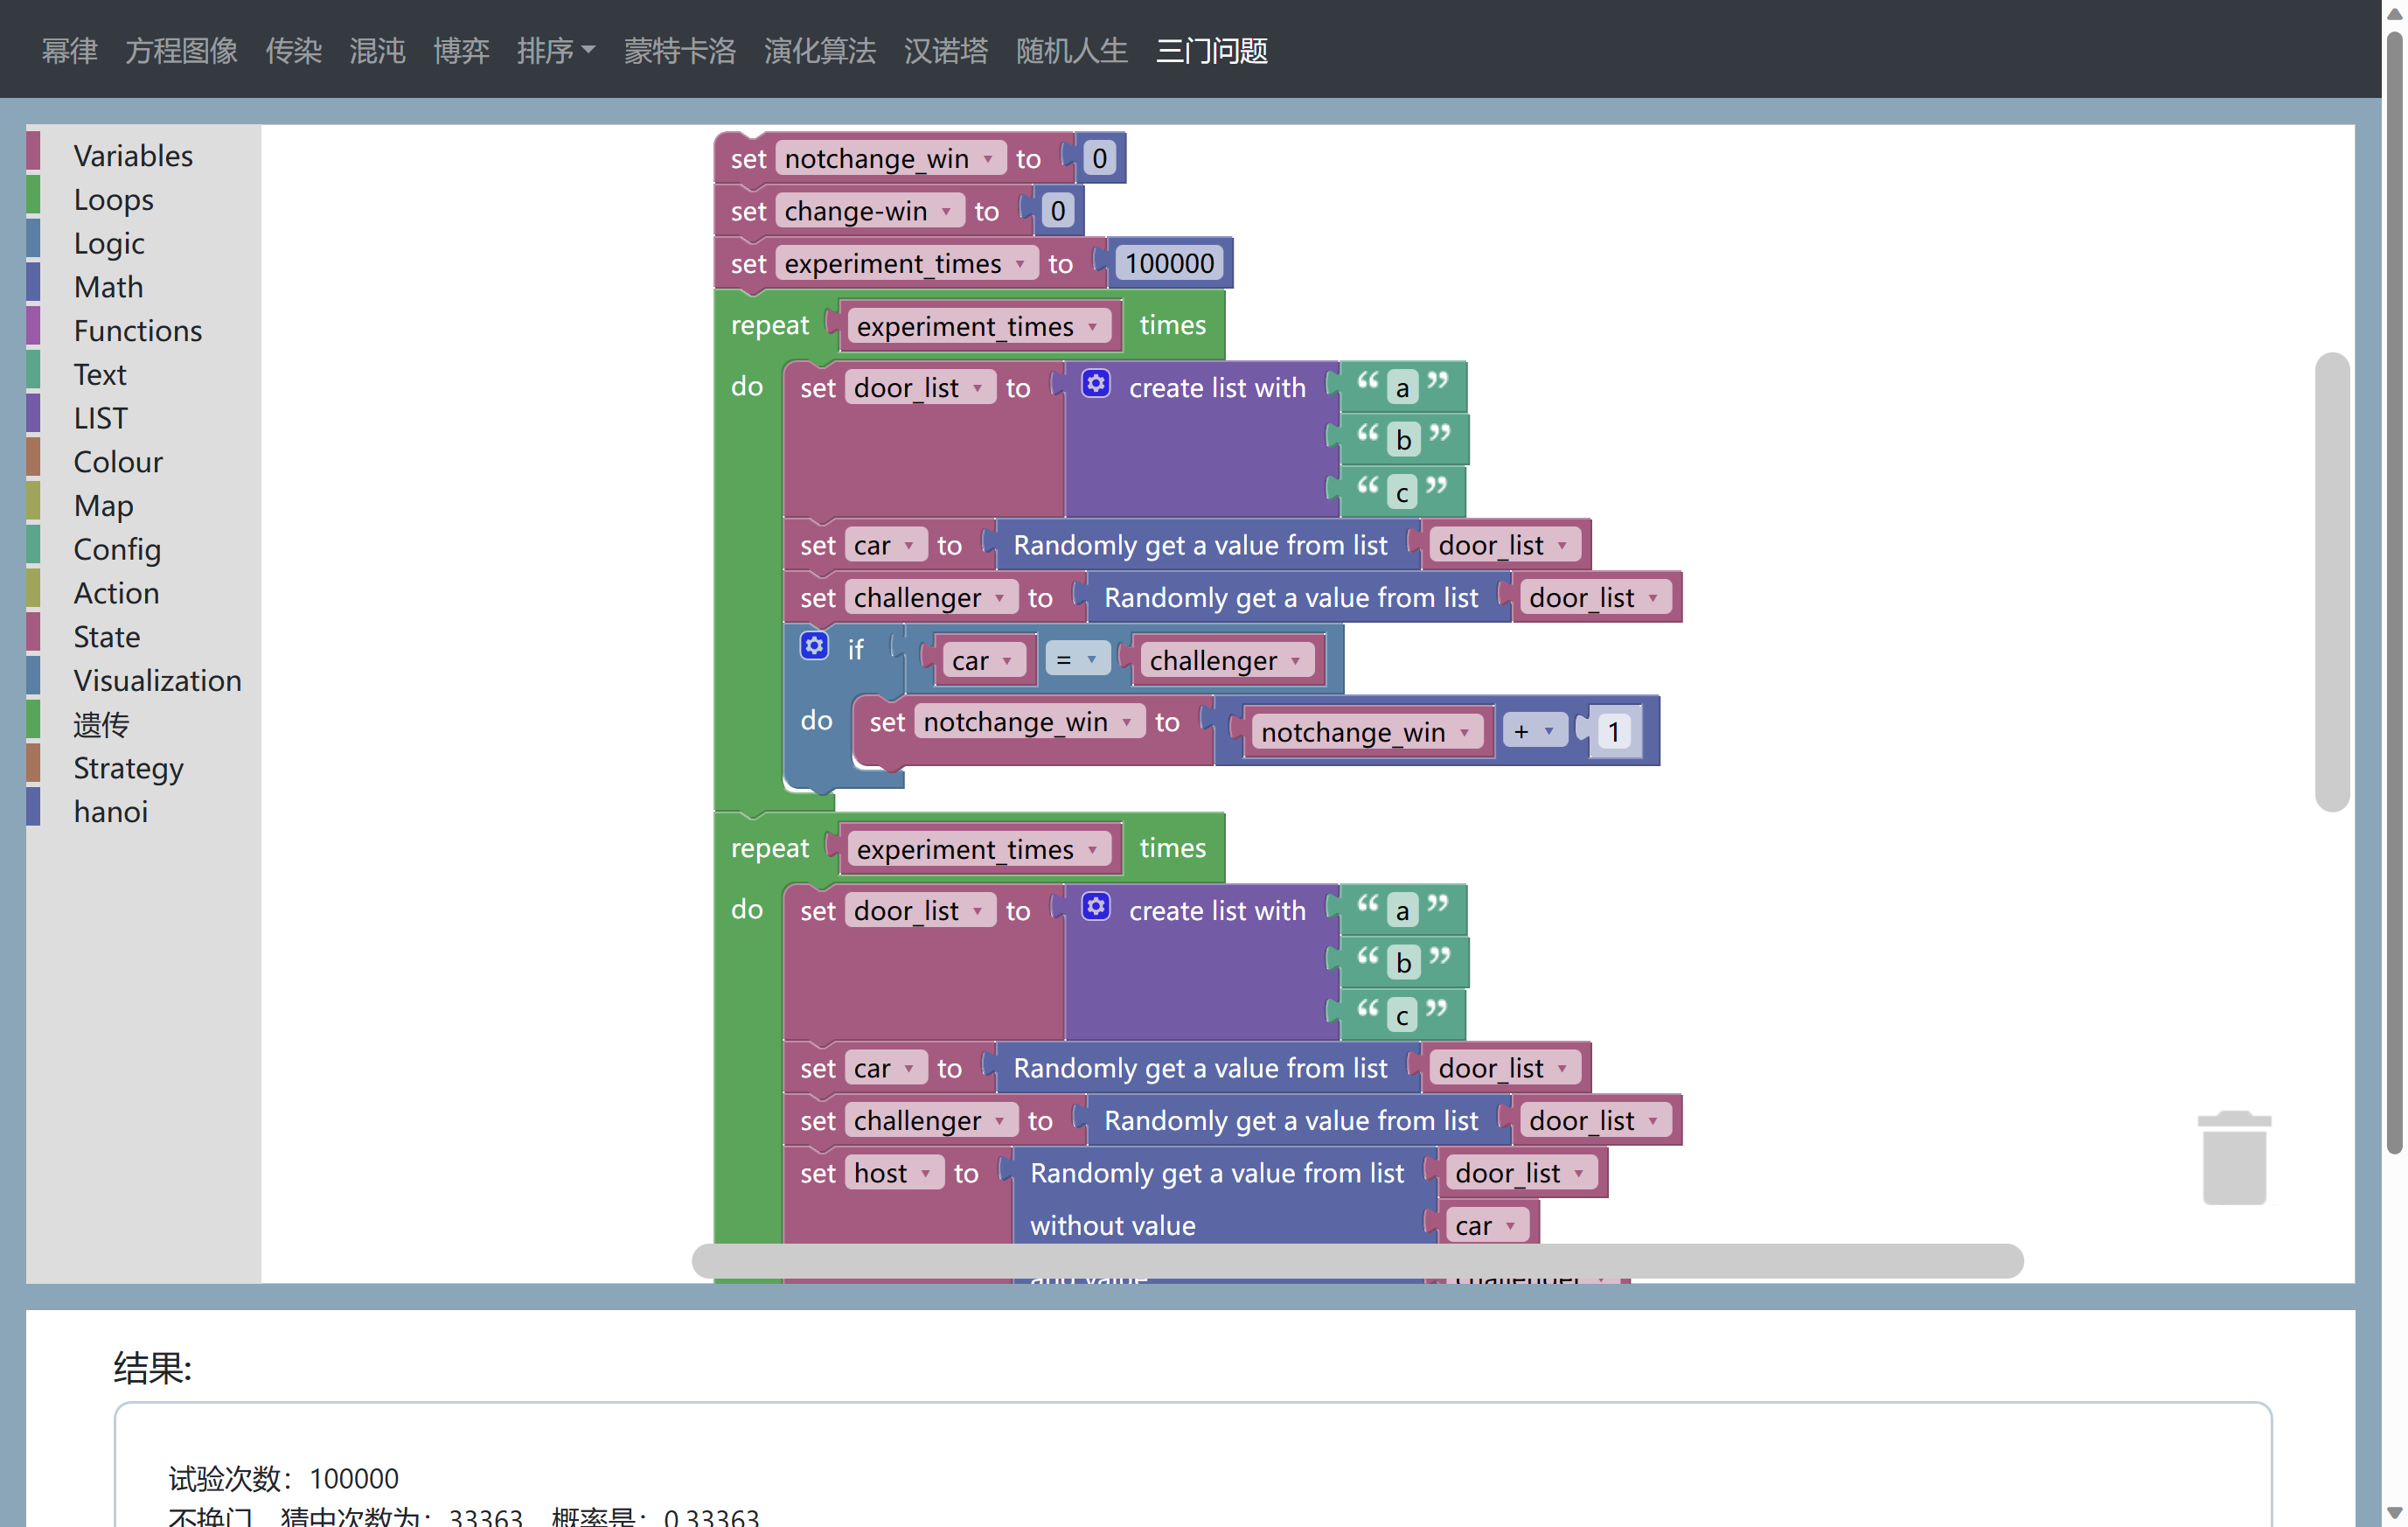 幂律 方程图像 传染 混沌 博弈 排序 蒙特卡洛 演化算法 汉诺塔 随机人生 三门问题
Variables
Loops
Logic
Math
Functions
Text
LIST
Colour
Map
Config
Action
State
Visualization
遗传
Strategy
hanoi
set notchange_win to 0
set change-win to 0
set experiment_times to 100000
repeat experiment_times times
do set door_list to create list with “ a ”
“ b ”
“ c ”
set car to Randomly get a value from list door_list
set challenger to Randomly get a value from list door_list
if car = challenger
do set notchange_win to notchange_win + 1
repeat experiment_times times
do set door_list to create list with “ a ”
“ b ”
“ c ”
set car to Randomly get a value from list door_list
set challenger to Randomly get a value from list door_list
set host to Randomly get a value from list door_list
without value car
and value challenger
结果:
试验次数：100000
不换门 猜中次数为：33363 概率是：0.33363